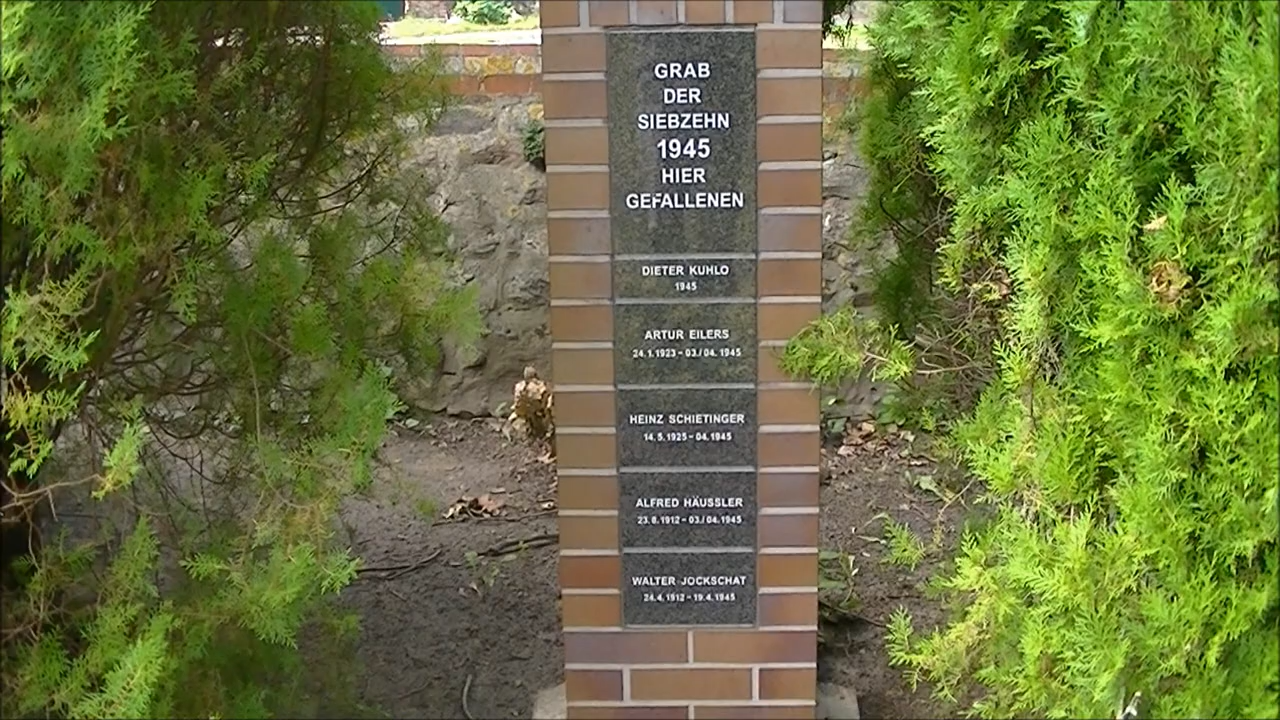 GRAB
DER
SIEBZEHN
1945
HIER
GEFALLENEN
DIETER KUHLO
1945
ARTUR EILERS
24.1.1923 - 03./04.1945
HEINZ SCHIETINGER
14.5.1925 - 04.1945
ALFRED HÄUSSLER
23.8.1912 - 03./04.1945
WALTER JOCKSCHAT
24.4.1912 - 19.4.1945